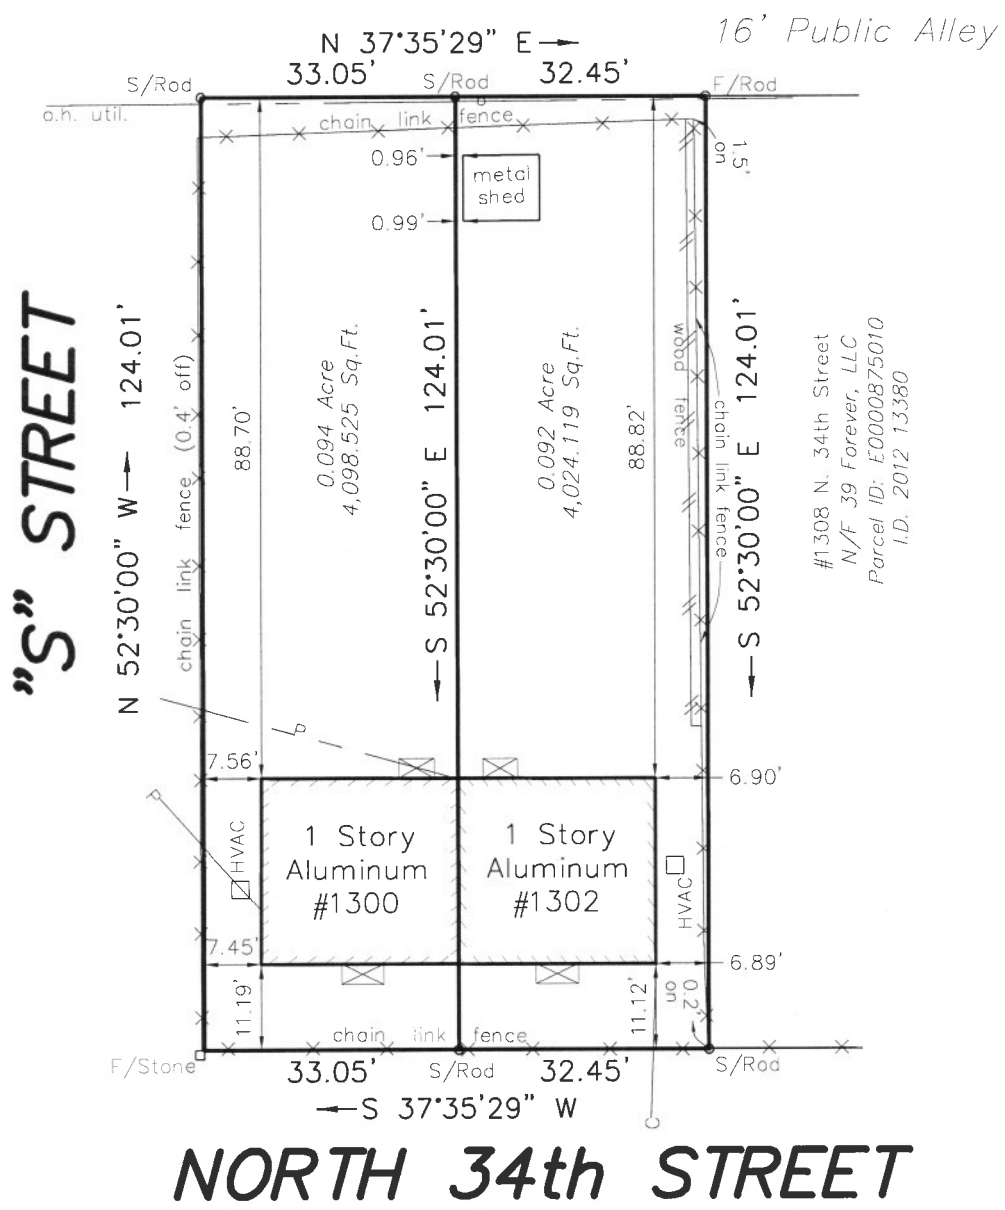 16' Public Alley
N 37°35'29" E
33.05'
32.45'
S/Rod
S/Rod
F/Rod
o.h. util.
chain link fence
1.5'
on
0.96'
metal
shed
0.99'
"S" STREET
N 52°30'00" W 124.01'
chain link fence (0.4' off)
88.70'
0.094 Acre
4,098.525 Sq.Ft.
S 52°30'00" E 124.01'
0.092 Acre
4,024.119 Sq.Ft.
88.82'
wood fence
chain link fence
S 52°30'00" E 124.01'
#1308 N. 34th Street
N/F 39 Forever, LLC
Parcel ID: E0000875010
I.D. 2012 13380
P
7.56'
6.90'
P
HVAC
1 Story
Aluminum
#1300
1 Story
Aluminum
#1302
HVAC
7.45'
6.89'
11.19'
11.12'
0.2'
on
chain link fence
F/Stone
33.05'
S/Rod
32.45'
S/Rod
S 37°35'29" W
NORTH 34th STREET